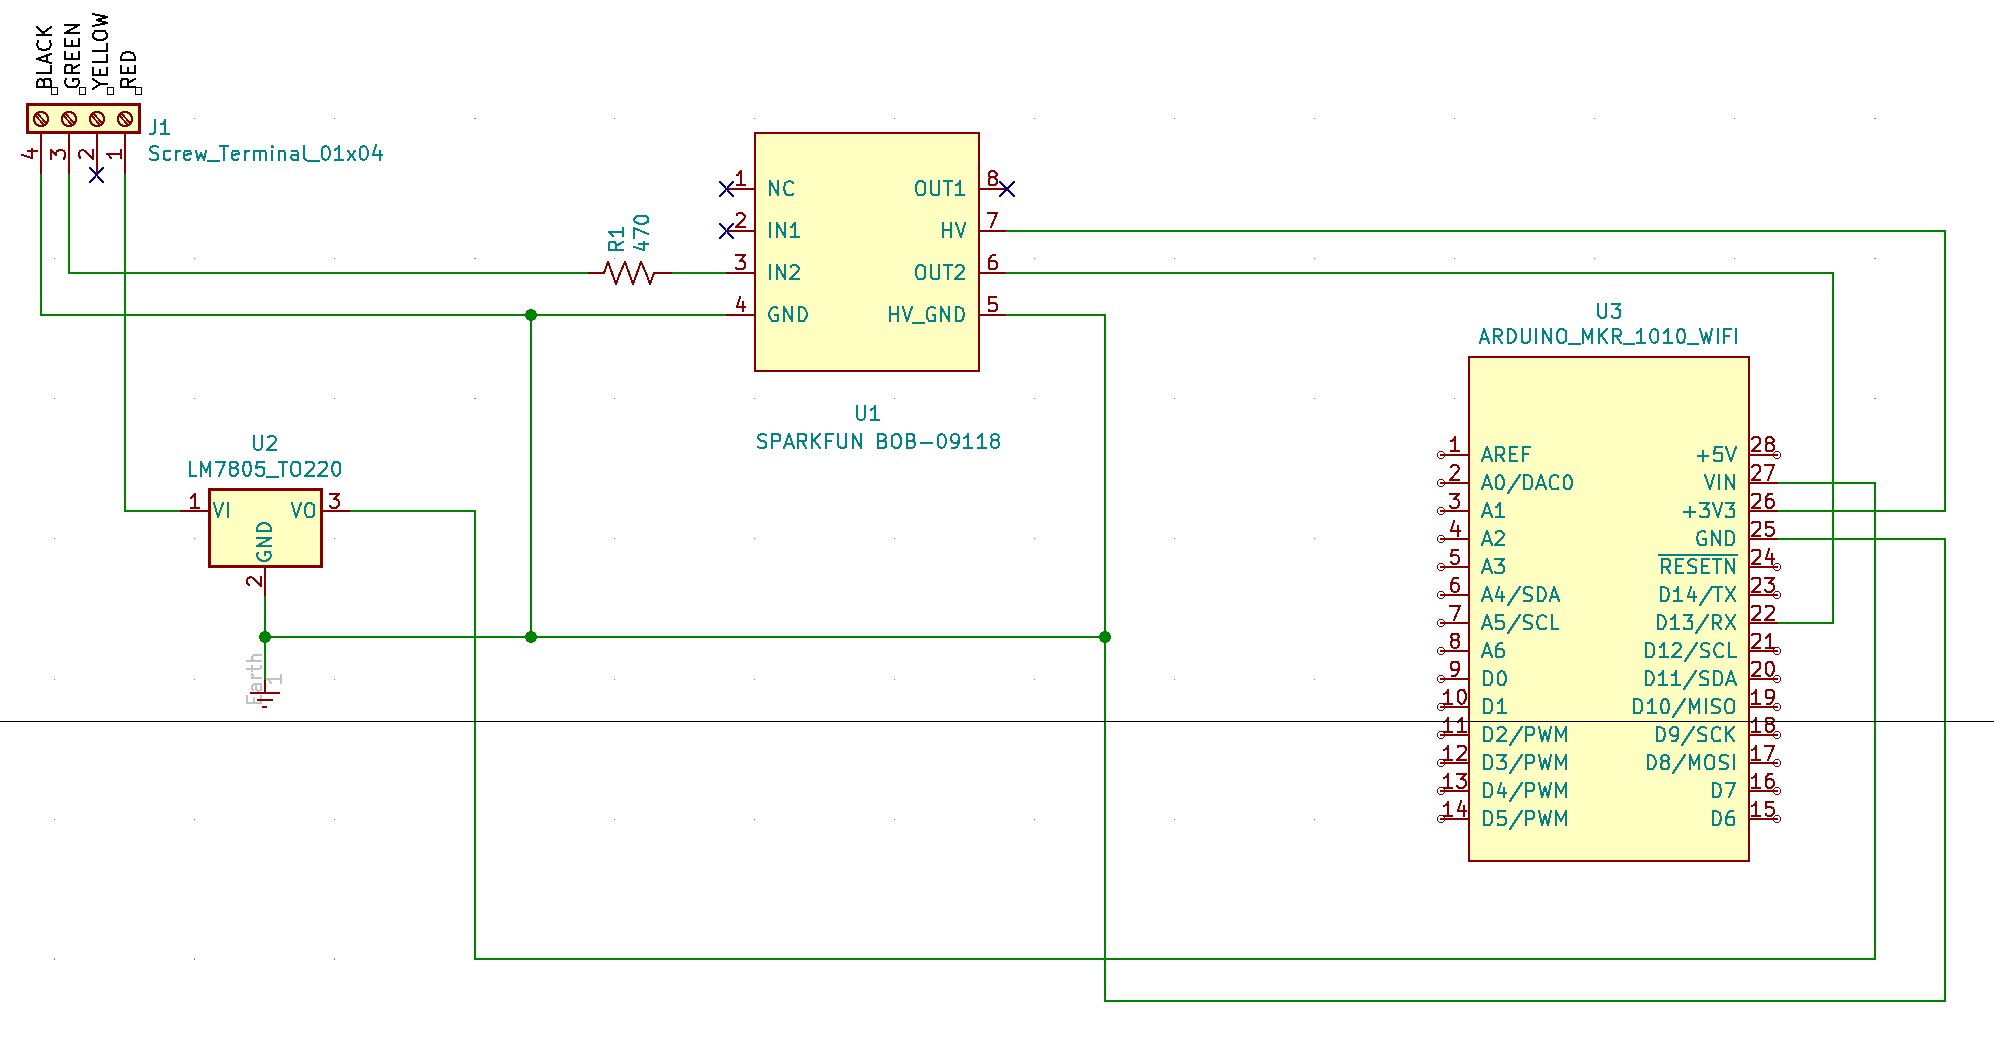 BLACK
GREEN
YELLOW
RED
J1
Screw_Terminal_01x04
4
3
2
1
R1
470
1
NC
2
IN1
3
IN2
4
GND
OUT1
8
HV
7
OUT2
6
HV_GND
5
U1
SPARKFUN BOB-09118
U2
LM7805_TO220
1
VI
VO
3
GND
2
Earth
1
U3
ARDUINO_MKR_1010_WIFI
1
AREF
2
A0/DAC0
3
A1
4
A2
5
A3
6
A4/SDA
7
A5/SCL
8
A6
9
D0
10
D1
11
D2/PWM
12
D3/PWM
13
D4/PWM
14
D5/PWM
+5V
28
VIN
27
+3V3
26
GND
25
RESETN
24
D14/TX
23
D13/RX
22
D12/SCL
21
D11/SDA
20
D10/MISO
19
D9/SCK
18
D8/MOSI
17
D7
16
D6
15